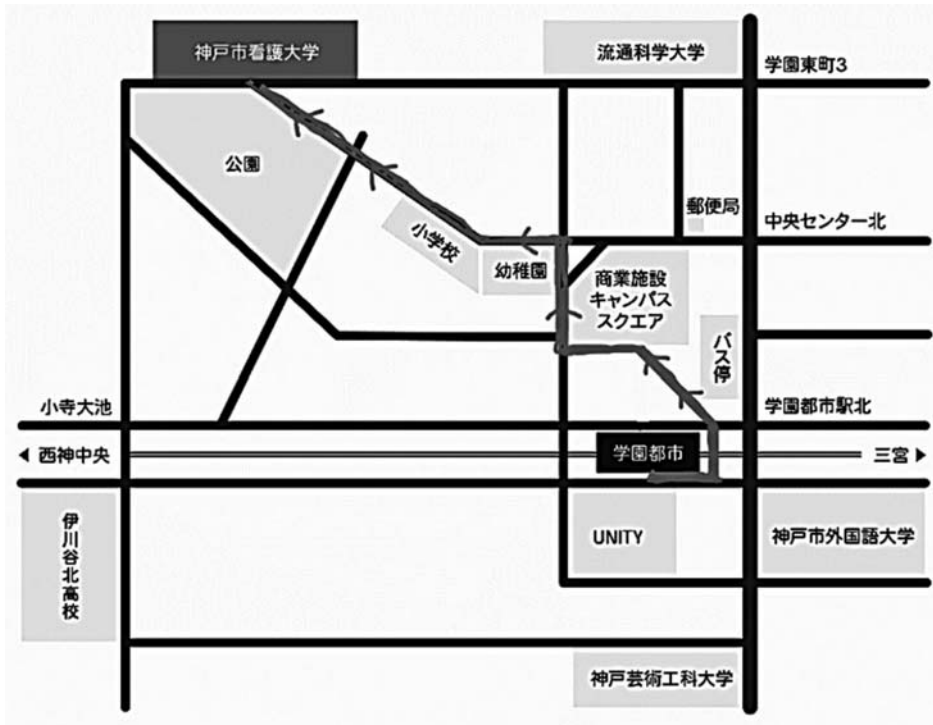 神戸市看護大学
流通科学大学
学園東町3
公園
郵便局
中央センター北
小学校
幼稚園
商業施設
キャンパス
スクエア
バス停
小寺大池
学園都市駅北
西神中央
学園都市
三宮
伊川谷北高校
UNITY
神戸市外国語大学
神戸芸術工科大学